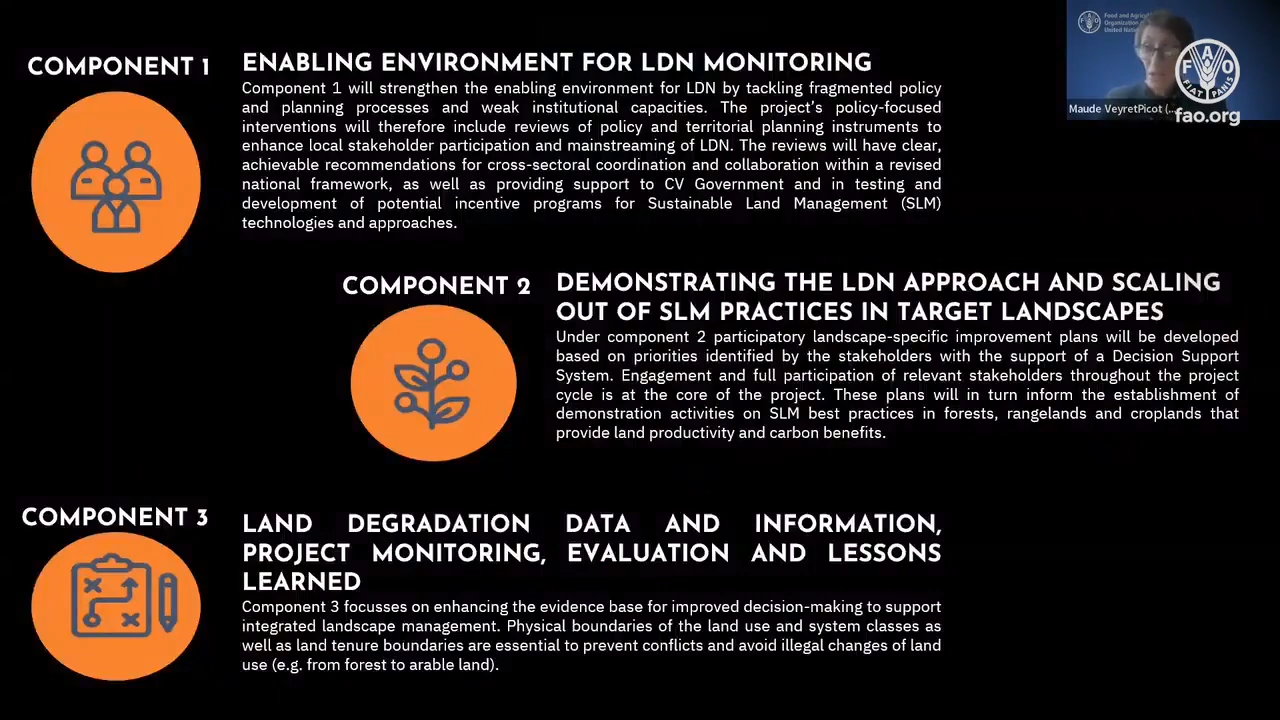 COMPONENT 1
ENABLING ENVIRONMENT FOR LDN MONITORING
Component 1 will strengthen the enabling environment for LDN by tackling fragmented policy
and planning processes and weak institutional capacities. The project's policy-focused
interventions will therefore include reviews of policy and territorial planning instruments to
enhance local stakeholder participation and mainstreaming of LDN. The reviews will have clear,
achievable recommendations for cross-sectoral coordination and collaboration within a revised
national framework, as well as providing support to CV Government and in testing and
development of potential incentive programs for Sustainable Land Management (SLM)
technologies and approaches.
COMPONENT 2
DEMONSTRATING THE LDN APPROACH AND SCALING
OUT OF SLM PRACTICES IN TARGET LANDSCAPES
Under component 2 participatory landscape-specific improvement plans will be developed
based on priorities identified by the stakeholders with the support of a Decision Support
System. Engagement and full participation of relevant stakeholders throughout the project
cycle is at the core of the project. These plans will in turn inform the establishment of
demonstration activities on SLM best practices in forests, rangelands and croplands that
provide land productivity and carbon benefits.
COMPONENT 3
LAND DEGRADATION DATA AND INFORMATION,
PROJECT MONITORING, EVALUATION AND LESSONS
LEARNED
Component 3 focusses on enhancing the evidence base for improved decision-making to support
integrated landscape management. Physical boundaries of the land use and system classes as
well as land tenure boundaries are essential to prevent conflicts and avoid illegal changes of land
use (e.g. from forest to arable land).
Food and
Organization
United Nati
Maude VeyretPicot (...
FAO
FIAT PANIS
fao.org